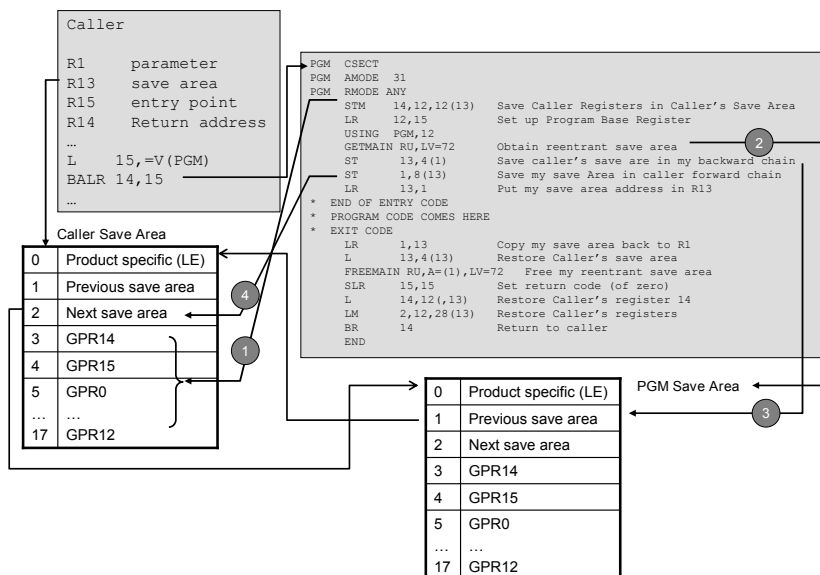 Caller
R1 parameter
R13 save area
R15 entry point
R14 Return address
…
L 15,=V(PGM)
BALR 14,15
…
PGM CSECT
PGM AMODE 31
PGM RMODE ANY
STM 14,12,12(13) Save Caller Registers in Caller's Save Area
LR 12,15 Set up Program Base Register
USING PGM,12
GETMAIN RU,LV=72 Obtain reentrant save area
ST 13,4(1) Save caller's save are in my backward chain
ST 1,8(13) Save my save Area in caller forward chain
LR 13,1 Put my save area address in R13
* END OF ENTRY CODE
* PROGRAM CODE COMES HERE
* EXIT CODE
LR 1,13 Copy my save area back to R1
L 13,4(13) Restore Caller's save area
FREEMAIN RU,A=(1),LV=72 Free my reentrant save area
SLR 15,15 Set return code (of zero)
L 14,12(,13) Restore Caller's register 14
LM 2,12,28(13) Restore Caller's registers
BR 14 Return to caller
END
2
4
1
3
Caller Save Area
0 Product specific (LE)
1 Previous save area
2 Next save area
3 GPR14
4 GPR15
5 GPR0
… …
17 GPR12
PGM Save Area
0 Product specific (LE)
1 Previous save area
2 Next save area
3 GPR14
4 GPR15
5 GPR0
… …
17 GPR12